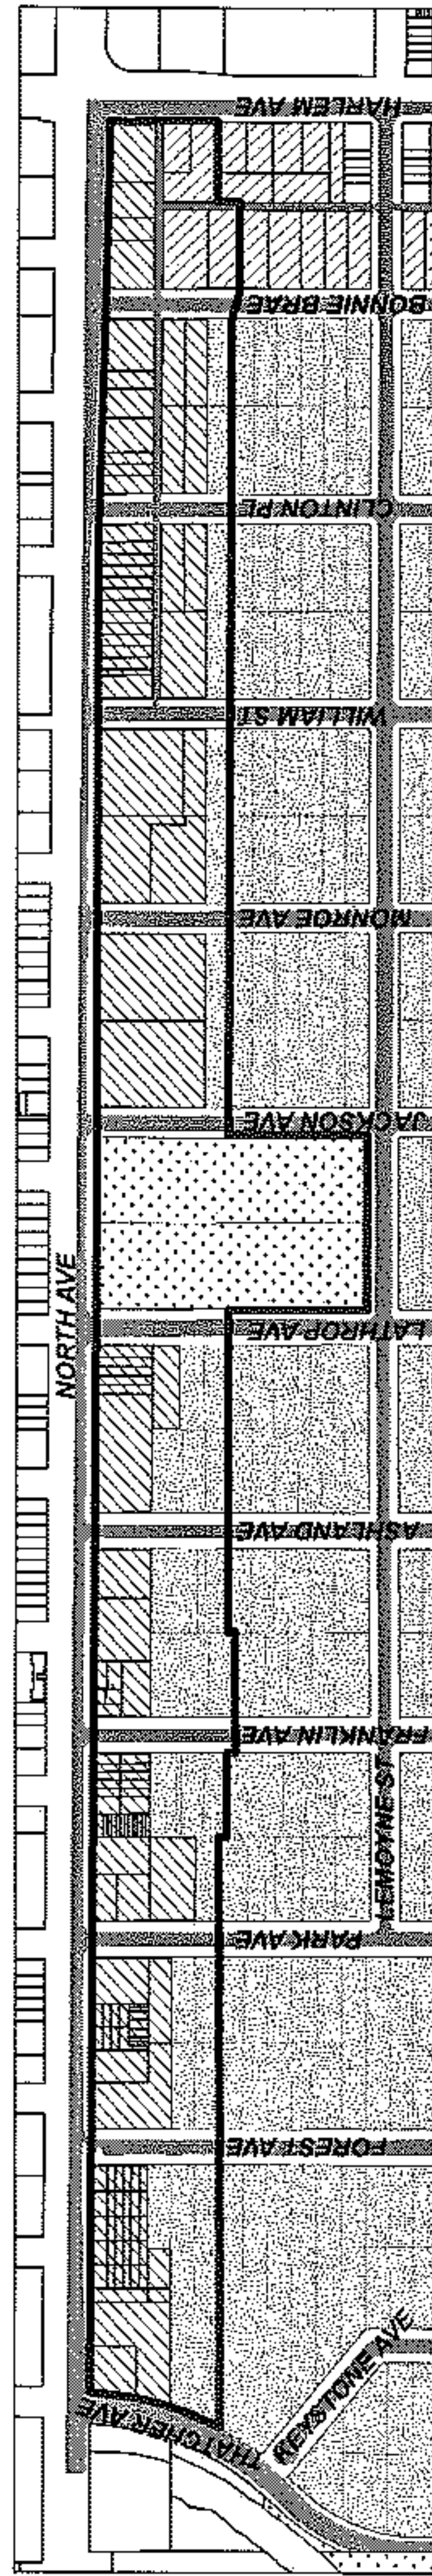 HARLEM AVE
BONNIE BRAE
CLINTON PL
WILLIAM ST
MONROE AVE
JACKSON AVE
NORTH AVE
LATHROP AVE
ASHLAND AVE
FRANKLIN AVE
LEMOYNE ST
PARK AVE
FOREST AVE
KEYSTONE AVE
THATCHER AVE